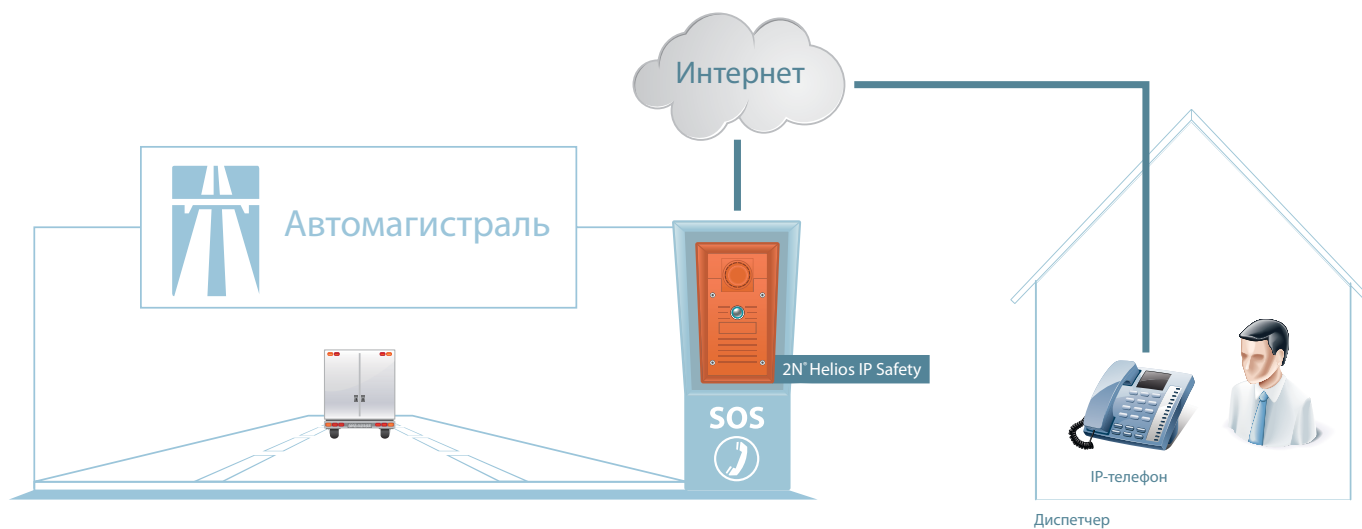 Интернет
Автомагистраль
2N® Helios IP Safety
SOS
IP-телефон
Диспетчер